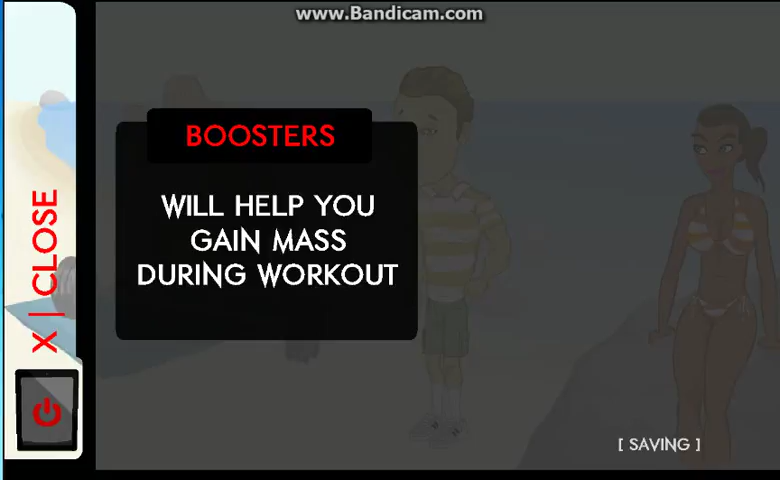 www.Bandicam.com
BOOSTERS
WILL HELP YOU
GAIN MASS
DURING WORKOUT
X | CLOSE
[ SAVING ]